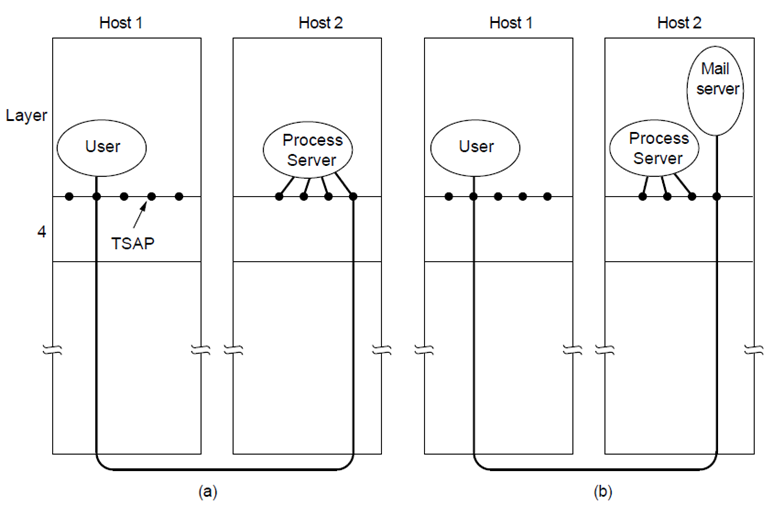 Host 1
Host 2
Host 1
Host 2
Layer
4
User
Process
Server
TSAP
User
Process
Server
Mail
server
(a)
(b)